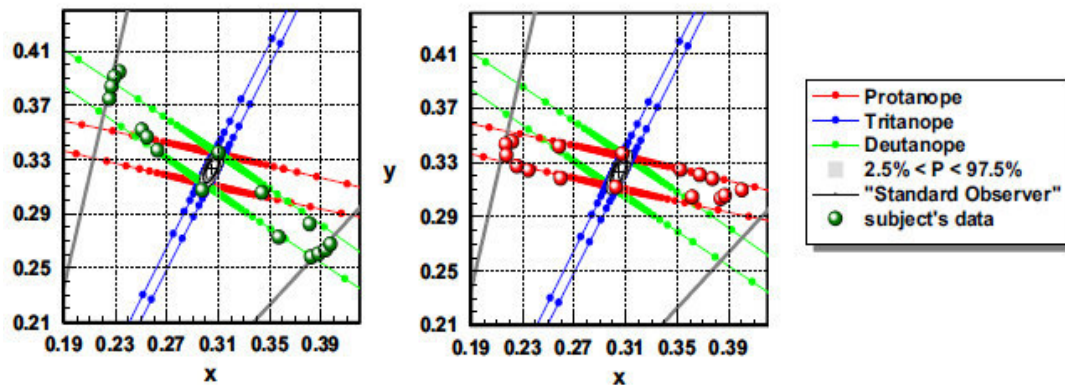 0.41
0.37
0.33
0.29
0.25
0.21
0.19 0.23 0.27 0.31 0.35 0.39
x
y
0.41
0.37
0.33
0.29
0.25
0.21
0.19 0.23 0.27 0.31 0.35 0.39
x
Protanope
Tritanope
Deutanope
2.5% < P < 97.5%
"Standard Observer"
subject's data